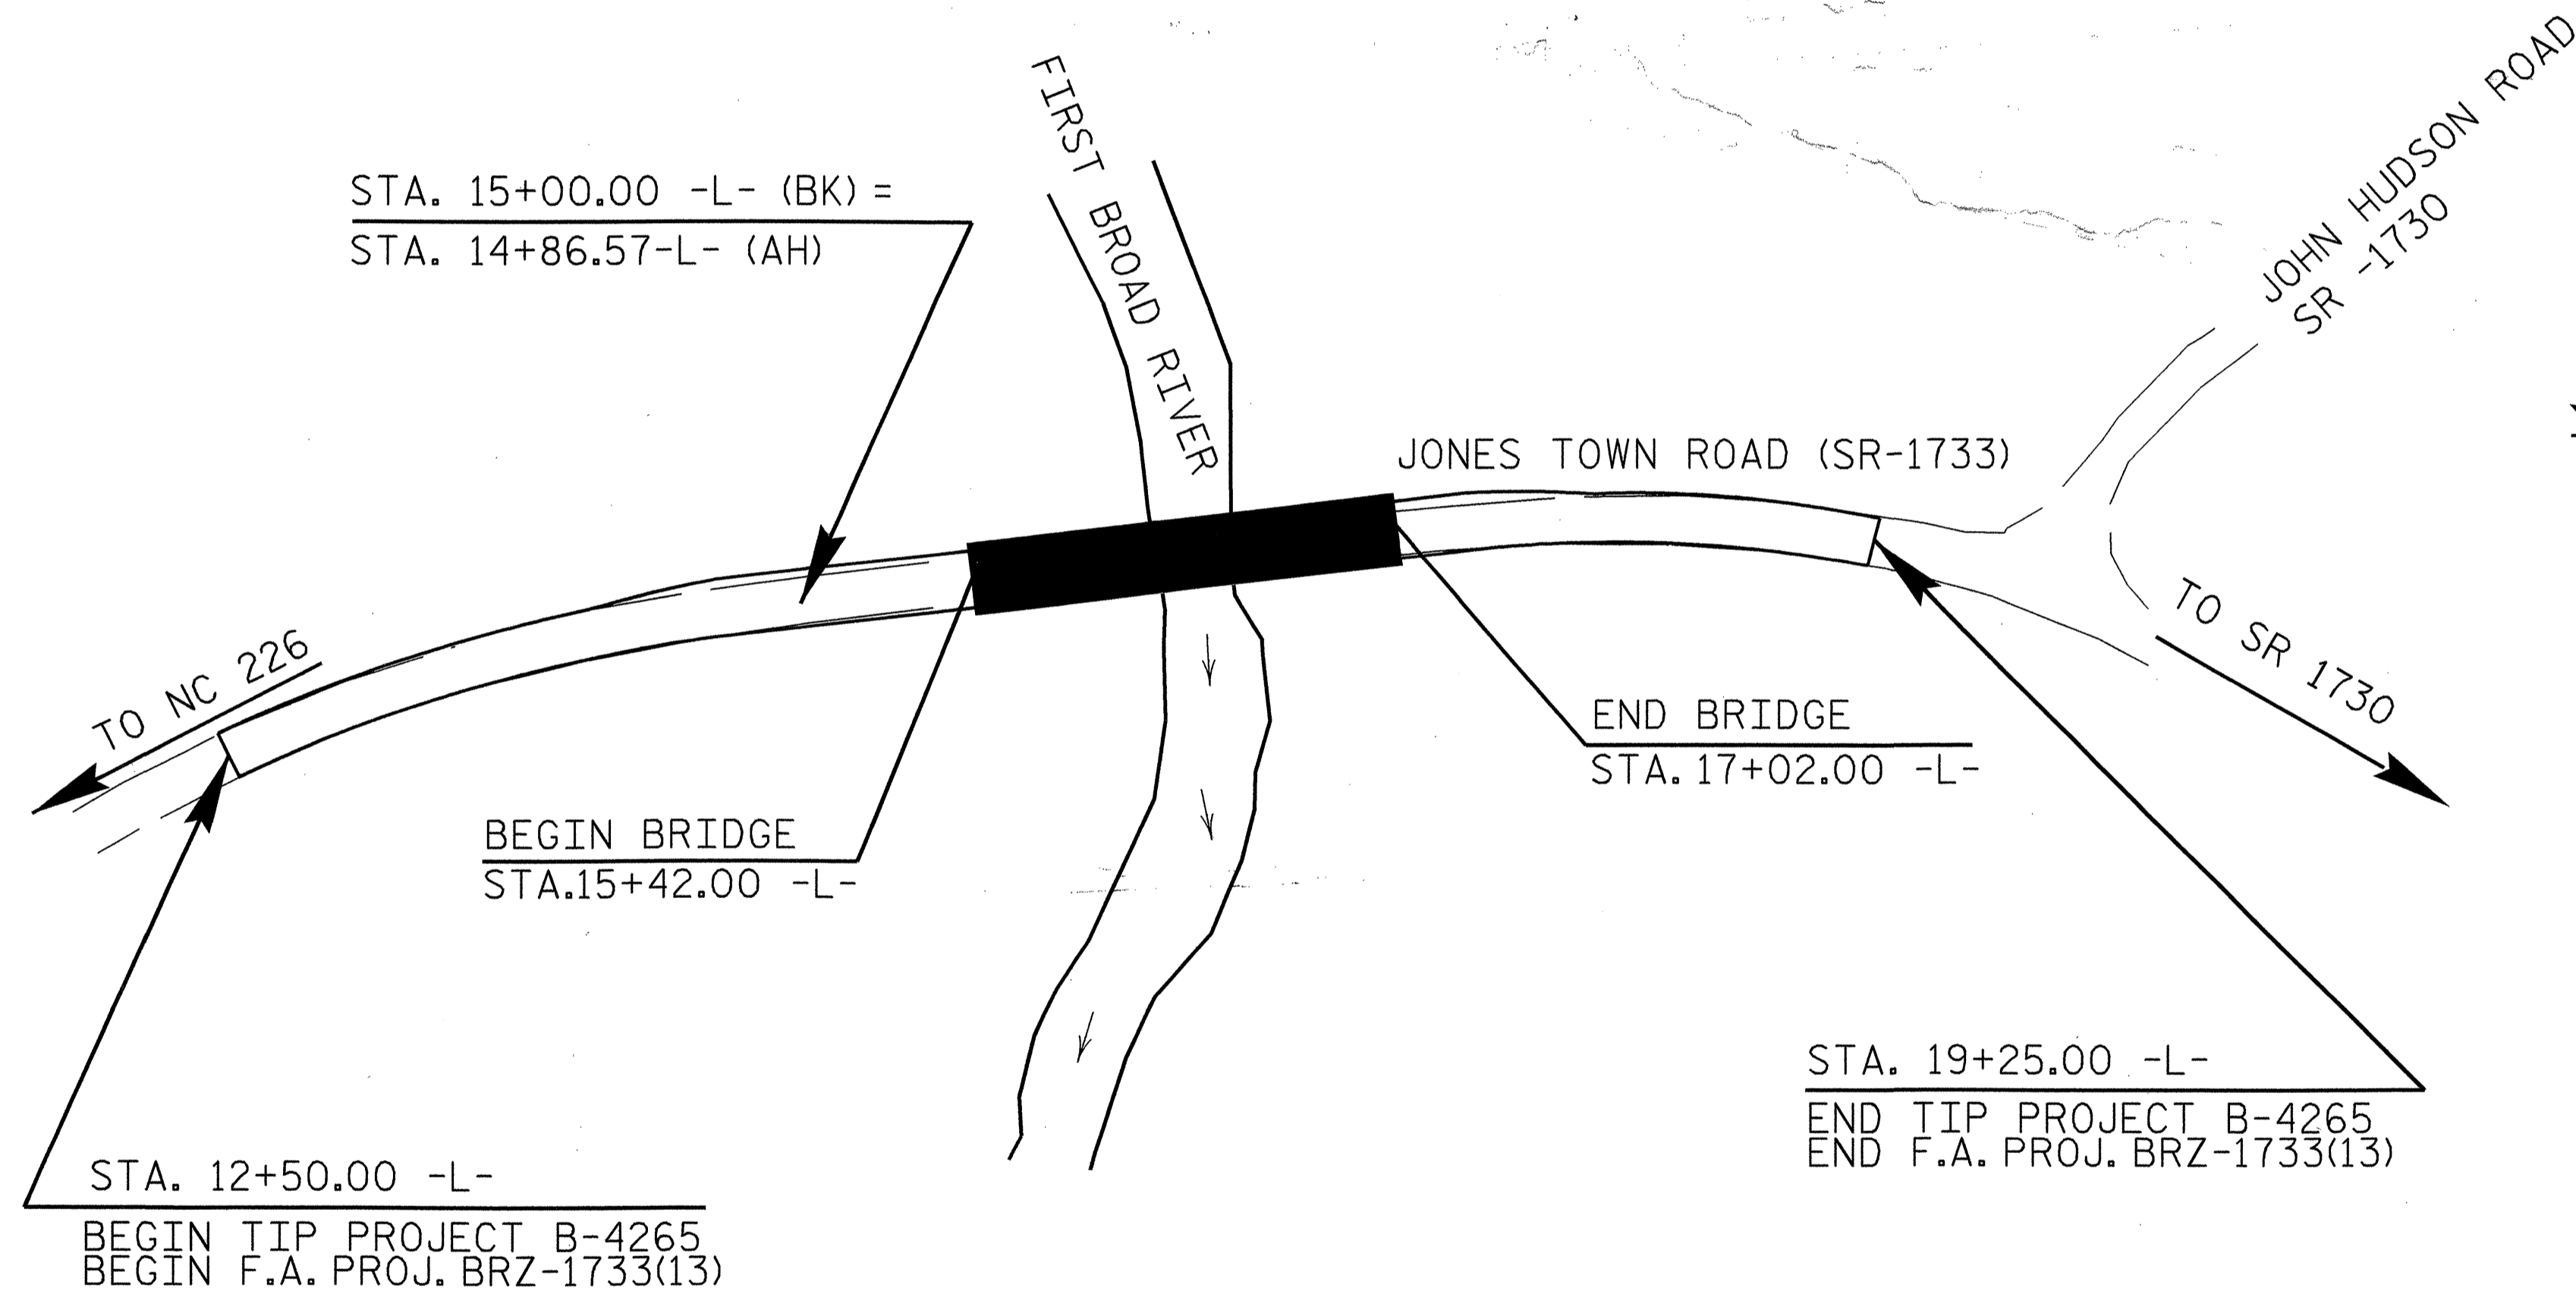 FIRST BROAD RIVER
JOHN HUDSON ROAD
SR -1730
STA. 15+00.00 -L- (BK) =
STA. 14+86.57-L- (AH)
JONES TOWN ROAD (SR-1733)
TO NC 226
TO SR 1730
END BRIDGE
STA. 17+02.00 -L-
BEGIN BRIDGE
STA.15+42.00 -L-
STA. 19+25.00 -L-
END TIP PROJECT B-4265
END F.A. PROJ. BRZ-1733(13)
STA. 12+50.00 -L-
BEGIN TIP PROJECT B-4265
BEGIN F.A. PROJ. BRZ-1733(13)